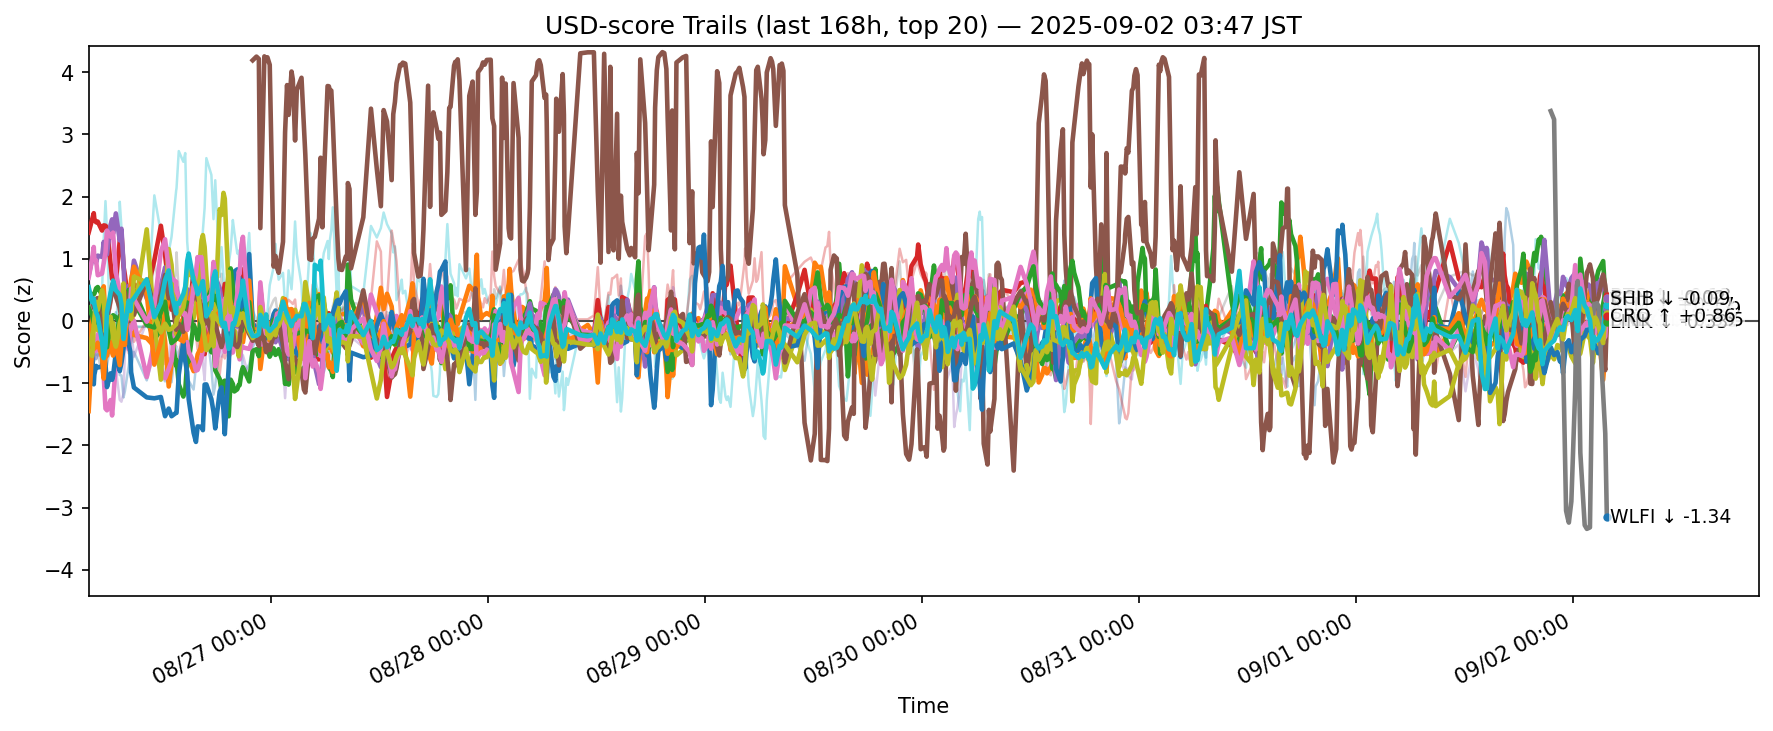 USD-score Trails (last 168h, top 20) — 2025-09-02 03:47 JST
Score (z)
4
3
2
1
0
−1
−2
−3
−4
SHIB ↓ -0.09
CRO ↑ +0.86
LINK ↓
WLFI ↓ -1.34
08/27 00:00
08/28 00:00
08/29 00:00
08/30 00:00
08/31 00:00
09/01 00:00
09/02 00:00
Time